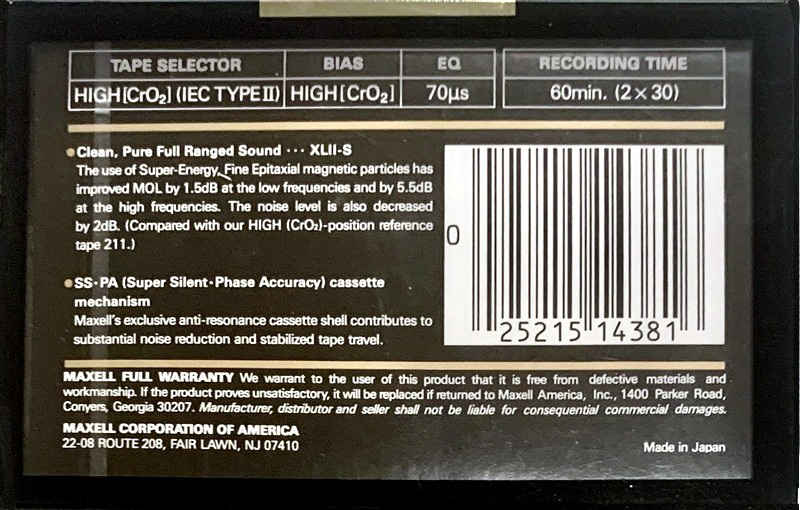 TAPE SELECTOR BIAS EQ RECORDING TIME
HIGH[CrO₂] (IEC TYPE II) HIGH[CrO₂] 70µs 60min. (2 × 30)
•Clean, Pure Full Ranged Sound ··· XLII-S
The use of Super-Energy, Fine Epitaxial magnetic particles has
improved MOL by 1.5dB at the low frequencies and by 5.5dB
at the high frequencies. The noise level is also decreased
by 2dB. (Compared with our HIGH (CrO₂)-position reference
tape 211.)
•SS·PA (Super Silent·Phase Accuracy) cassette
mechanism
Maxell's exclusive anti-resonance cassette shell contributes to
substantial noise reduction and stabilized tape travel.
0 25215 14381
MAXELL FULL WARRANTY We warrant to the user of this product that it is free from defective materials and
workmanship. If the product proves unsatisfactory, it will be replaced if returned to Maxell America, Inc., 1400 Parker Road,
Conyers, Georgia 30207. Manufacturer, distributor and seller shall not be liable for consequential commercial damages.
MAXELL CORPORATION OF AMERICA
22-08 ROUTE 208, FAIR LAWN, NJ 07410
Made in Japan